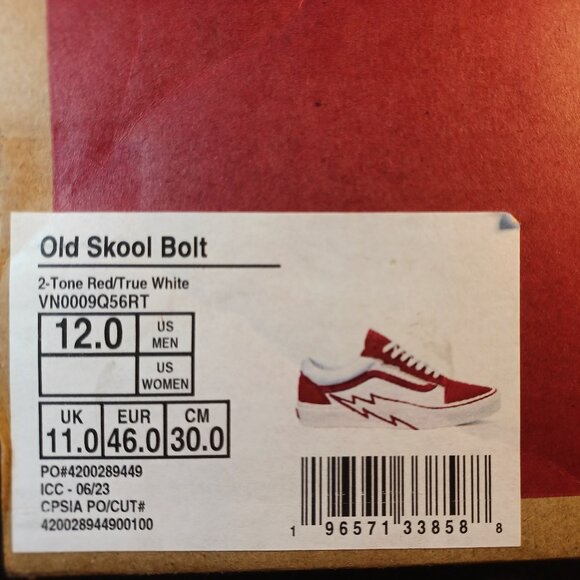 Old Skool Bolt
2-Tone Red/True White
VN0009Q56RT
12.0 US MEN
US WOMEN
UK EUR CM
11.0 46.0 30.0
PO#4200289449
ICC - 06/23
CPSIA PO/CUT#
420028944900100
1 96571 33858 8